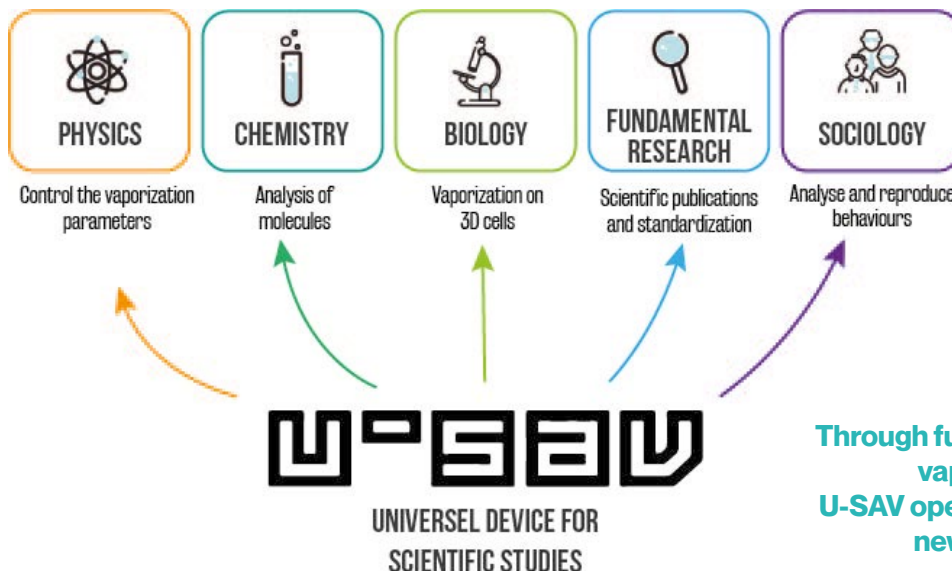 PHYSICS
Control the vaporization
parameters
CHEMISTRY
Analysis of
molecules
BIOLOGY
Vaporization on
3D cells
FUNDAMENTAL
RESEARCH
Scientific publications
and standardization
SOCIOLOGY
Analyse and reproduce
behaviours
U-SAV
UNIVERSEL DEVICE FOR
SCIENTIFIC STUDIES
Through
U-SAV